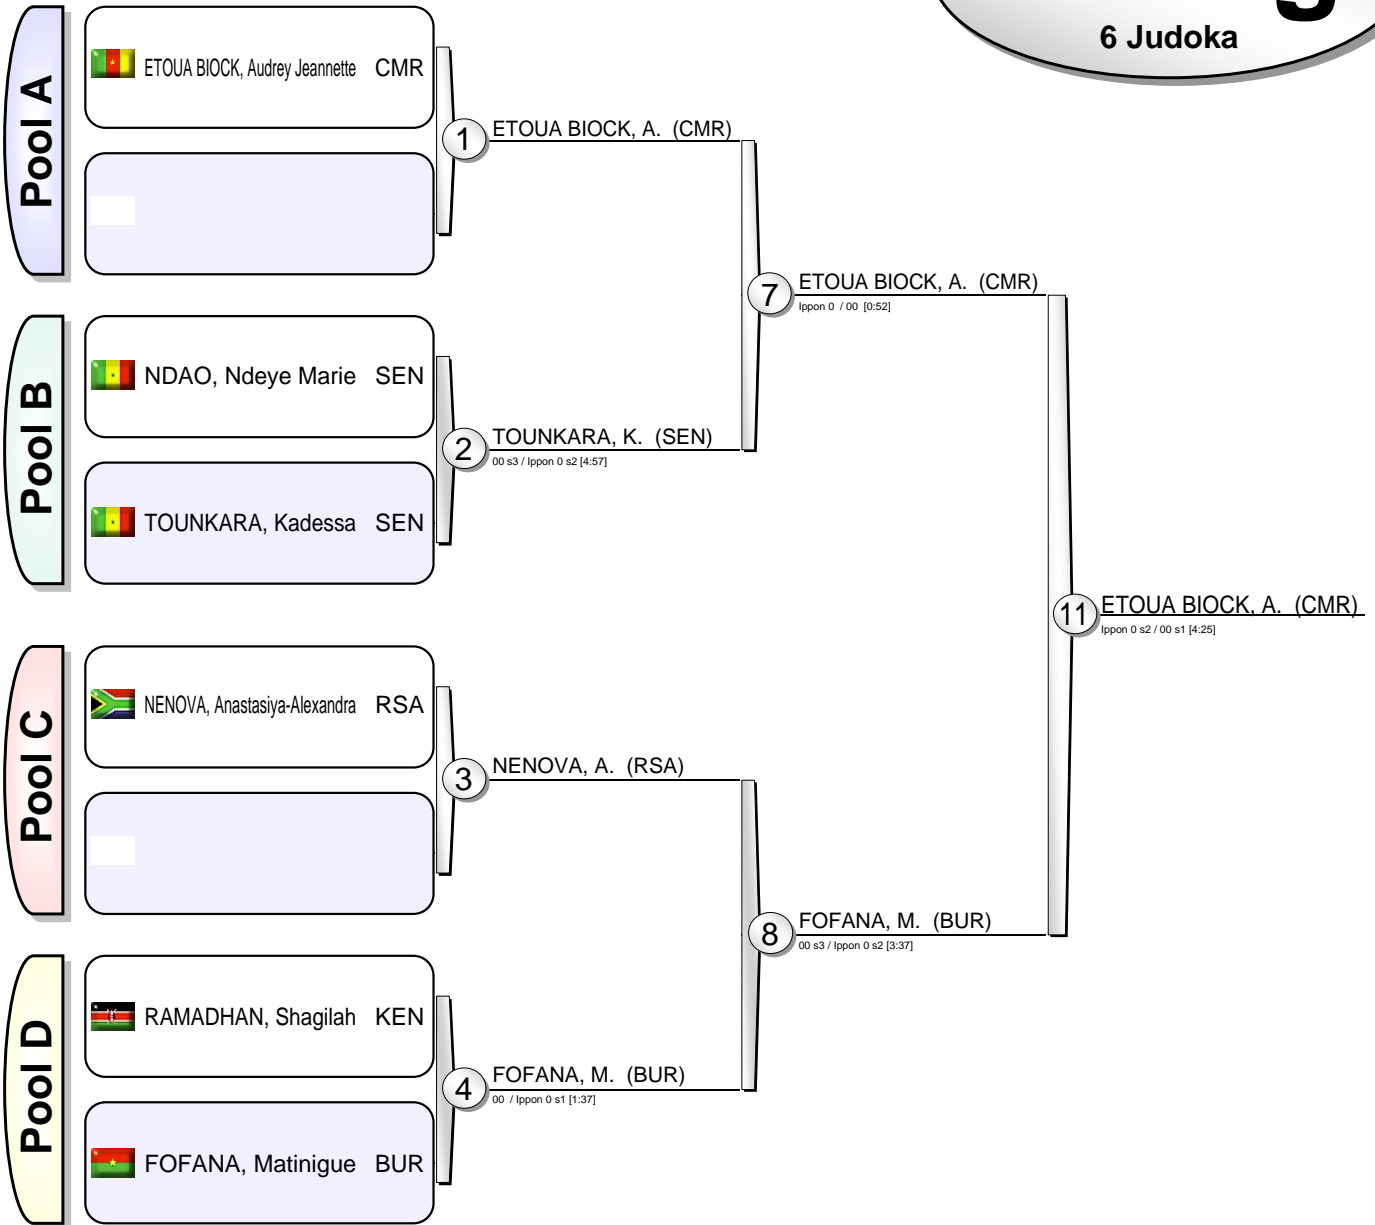 6 Judoka
Pool A
ETOUA BIOCK, Audrey Jeannette CMR
1 ETOUA BIOCK, A. (CMR)
7 ETOUA BIOCK, A. (CMR)
Ippon 0 / 00 [0:52]
Pool B
NDAO, Ndeye Marie SEN
2 TOUNKARA, K. (SEN)
00 s3 / Ippon 0 s2 [4:57]
TOUNKARA, Kadessa SEN
11 ETOUA BIOCK, A. (CMR)
Ippon 0 s2 / 00 s1 [4:25]
Pool C
NENOVA, Anastasiya-Alexandra RSA
3 NENOVA, A. (RSA)
8 FOFANA, M. (BUR)
00 s3 / Ippon 0 s2 [3:37]
Pool D
RAMADHAN, Shagilah KEN
4 FOFANA, M. (BUR)
00 / Ippon 0 s1 [1:37]
FOFANA, Matinigue BUR